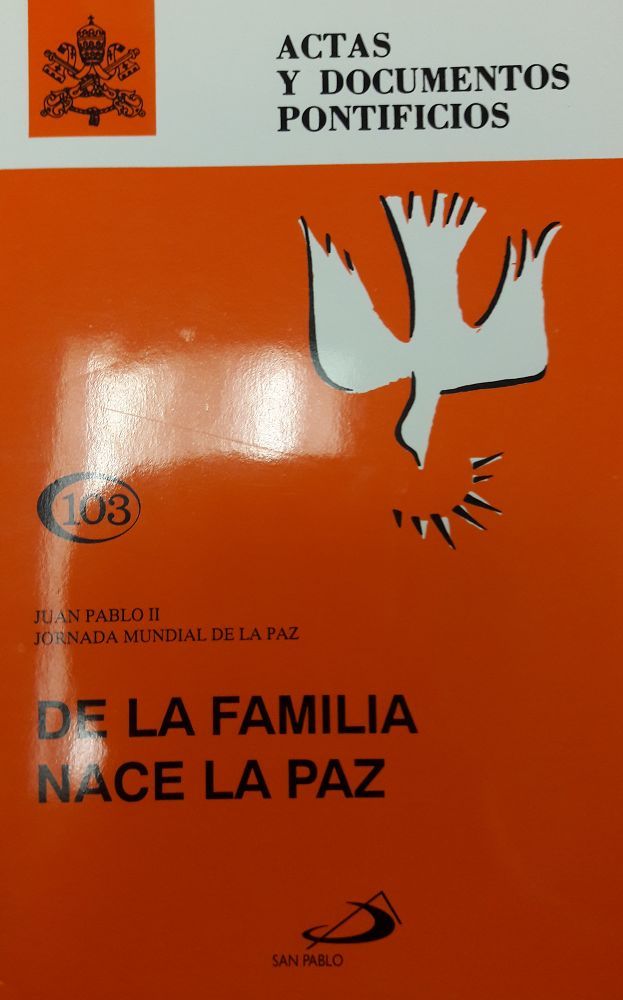 ACTAS
Y DOCUMENTOS
PONTIFICIOS
103
JUAN PABLO II
JORNADA MUNDIAL DE LA PAZ
DE LA FAMILIA
NACE LA PAZ
SAN PABLO